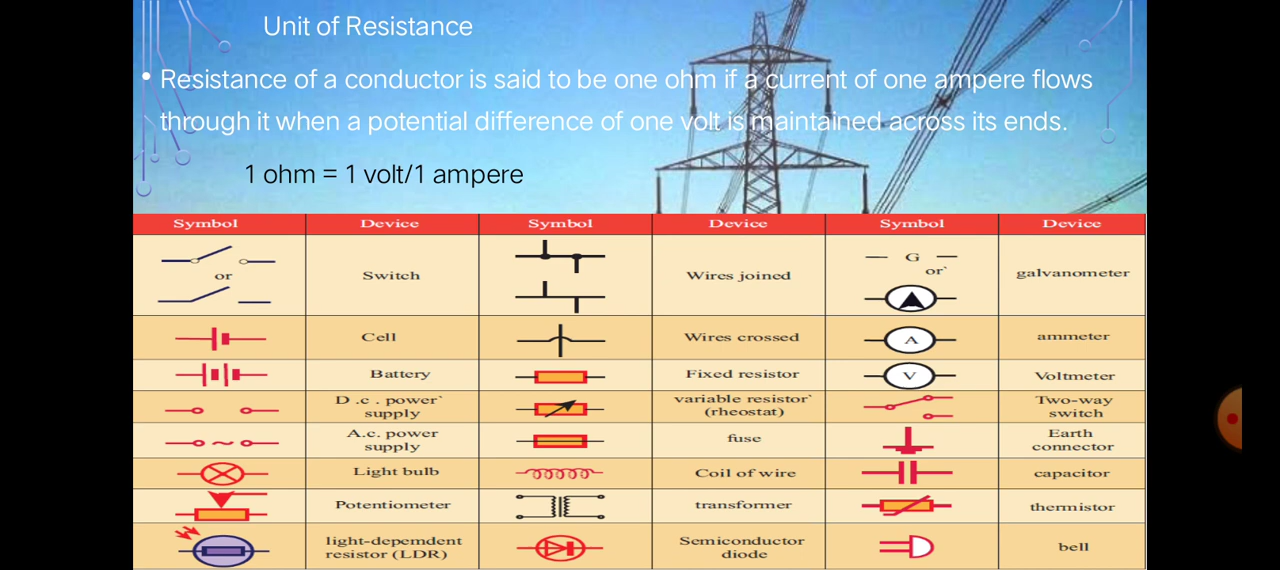 Unit of Resistance
• Resistance of a conductor is said to be one ohm if a current of one ampere flows
through it when a potential difference of one volt is maintained across its ends.
1 ohm = 1 volt/1 ampere
Symbol Device Symbol Device Symbol Device
or
Switch
Wires joined
G
or`
galvanometer
Cell
Wires crossed
A
ammeter
Battery
Fixed resistor
V
Voltmeter
D .c . power`
supply
variable resistor`
(rheostat)
Two-way
switch
A.c. power
supply
fuse
Earth
connector
Light bulb
Coil of wire
capacitor
Potentiometer
transformer
thermistor
light-depemdent
resistor (LDR)
Semiconductor
diode
bell